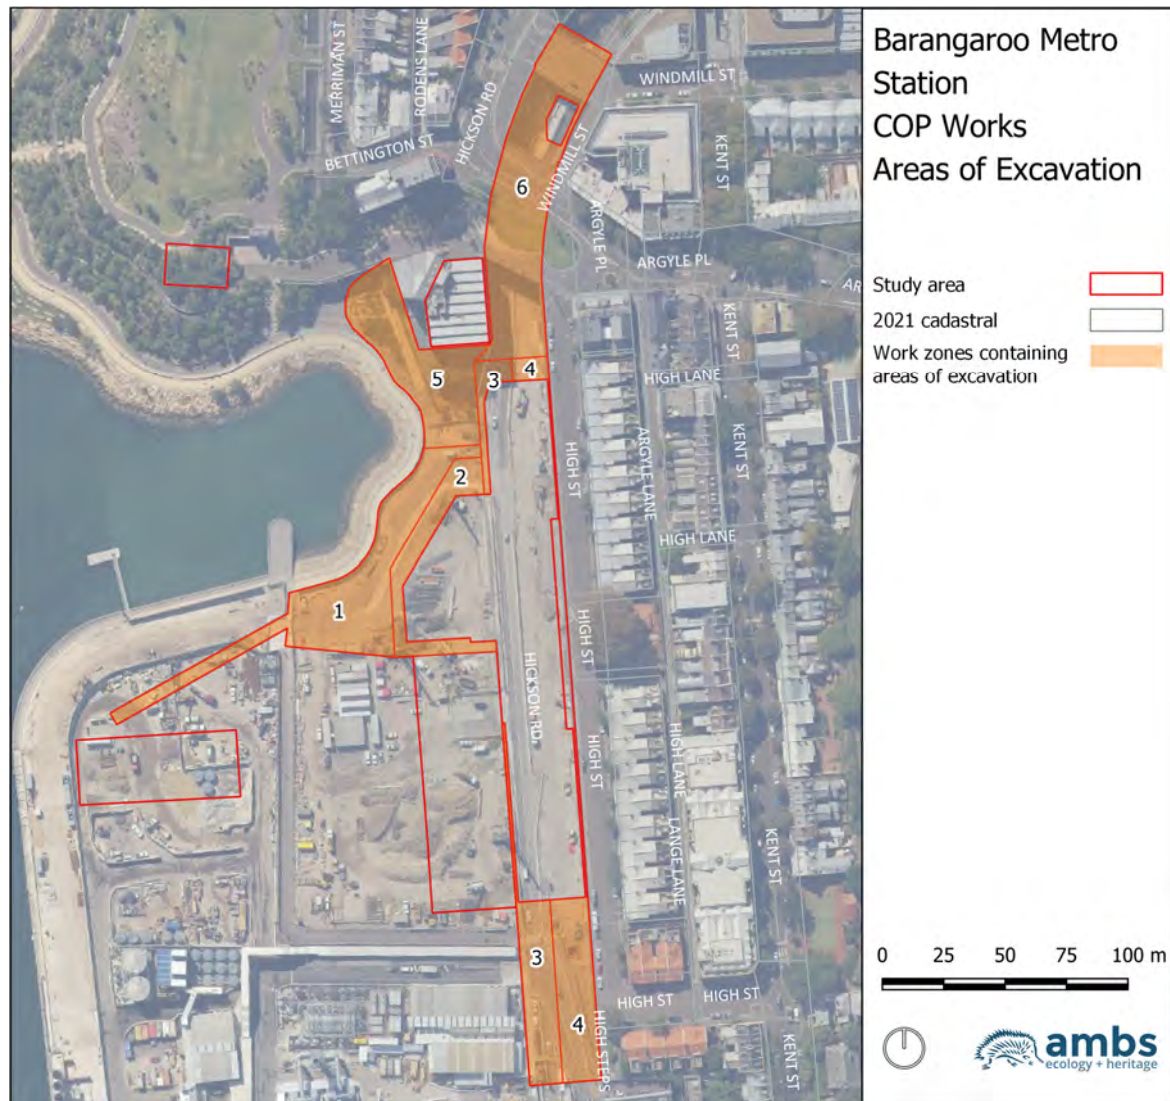 Barangaroo Metro
Station
COP Works
Areas of Excavation
Study area
2021 cadastral
Work zones containing
areas of excavation
0 25 50 75 100 m
ambs
ecology + heritage
MERRIMAN ST
RODENS LANE
HICKSON RD
BETTINGTON ST
WINDMILL ST
WINDMILL ST
KENT ST
ARGYLE PL
ARGYLE PL
AR
6
5
3
4
2
1
KENT ST
HIGH LANE
HIGH ST
ARGYLE LANE
KENT ST
HIGH LANE
HIGH ST
HICKSON RD
HIGH ST
HIGH LANE
LANGE LANE
KENT ST
3
4
HIGH ST
HIGH ST
HIGH STEPS
KENT ST